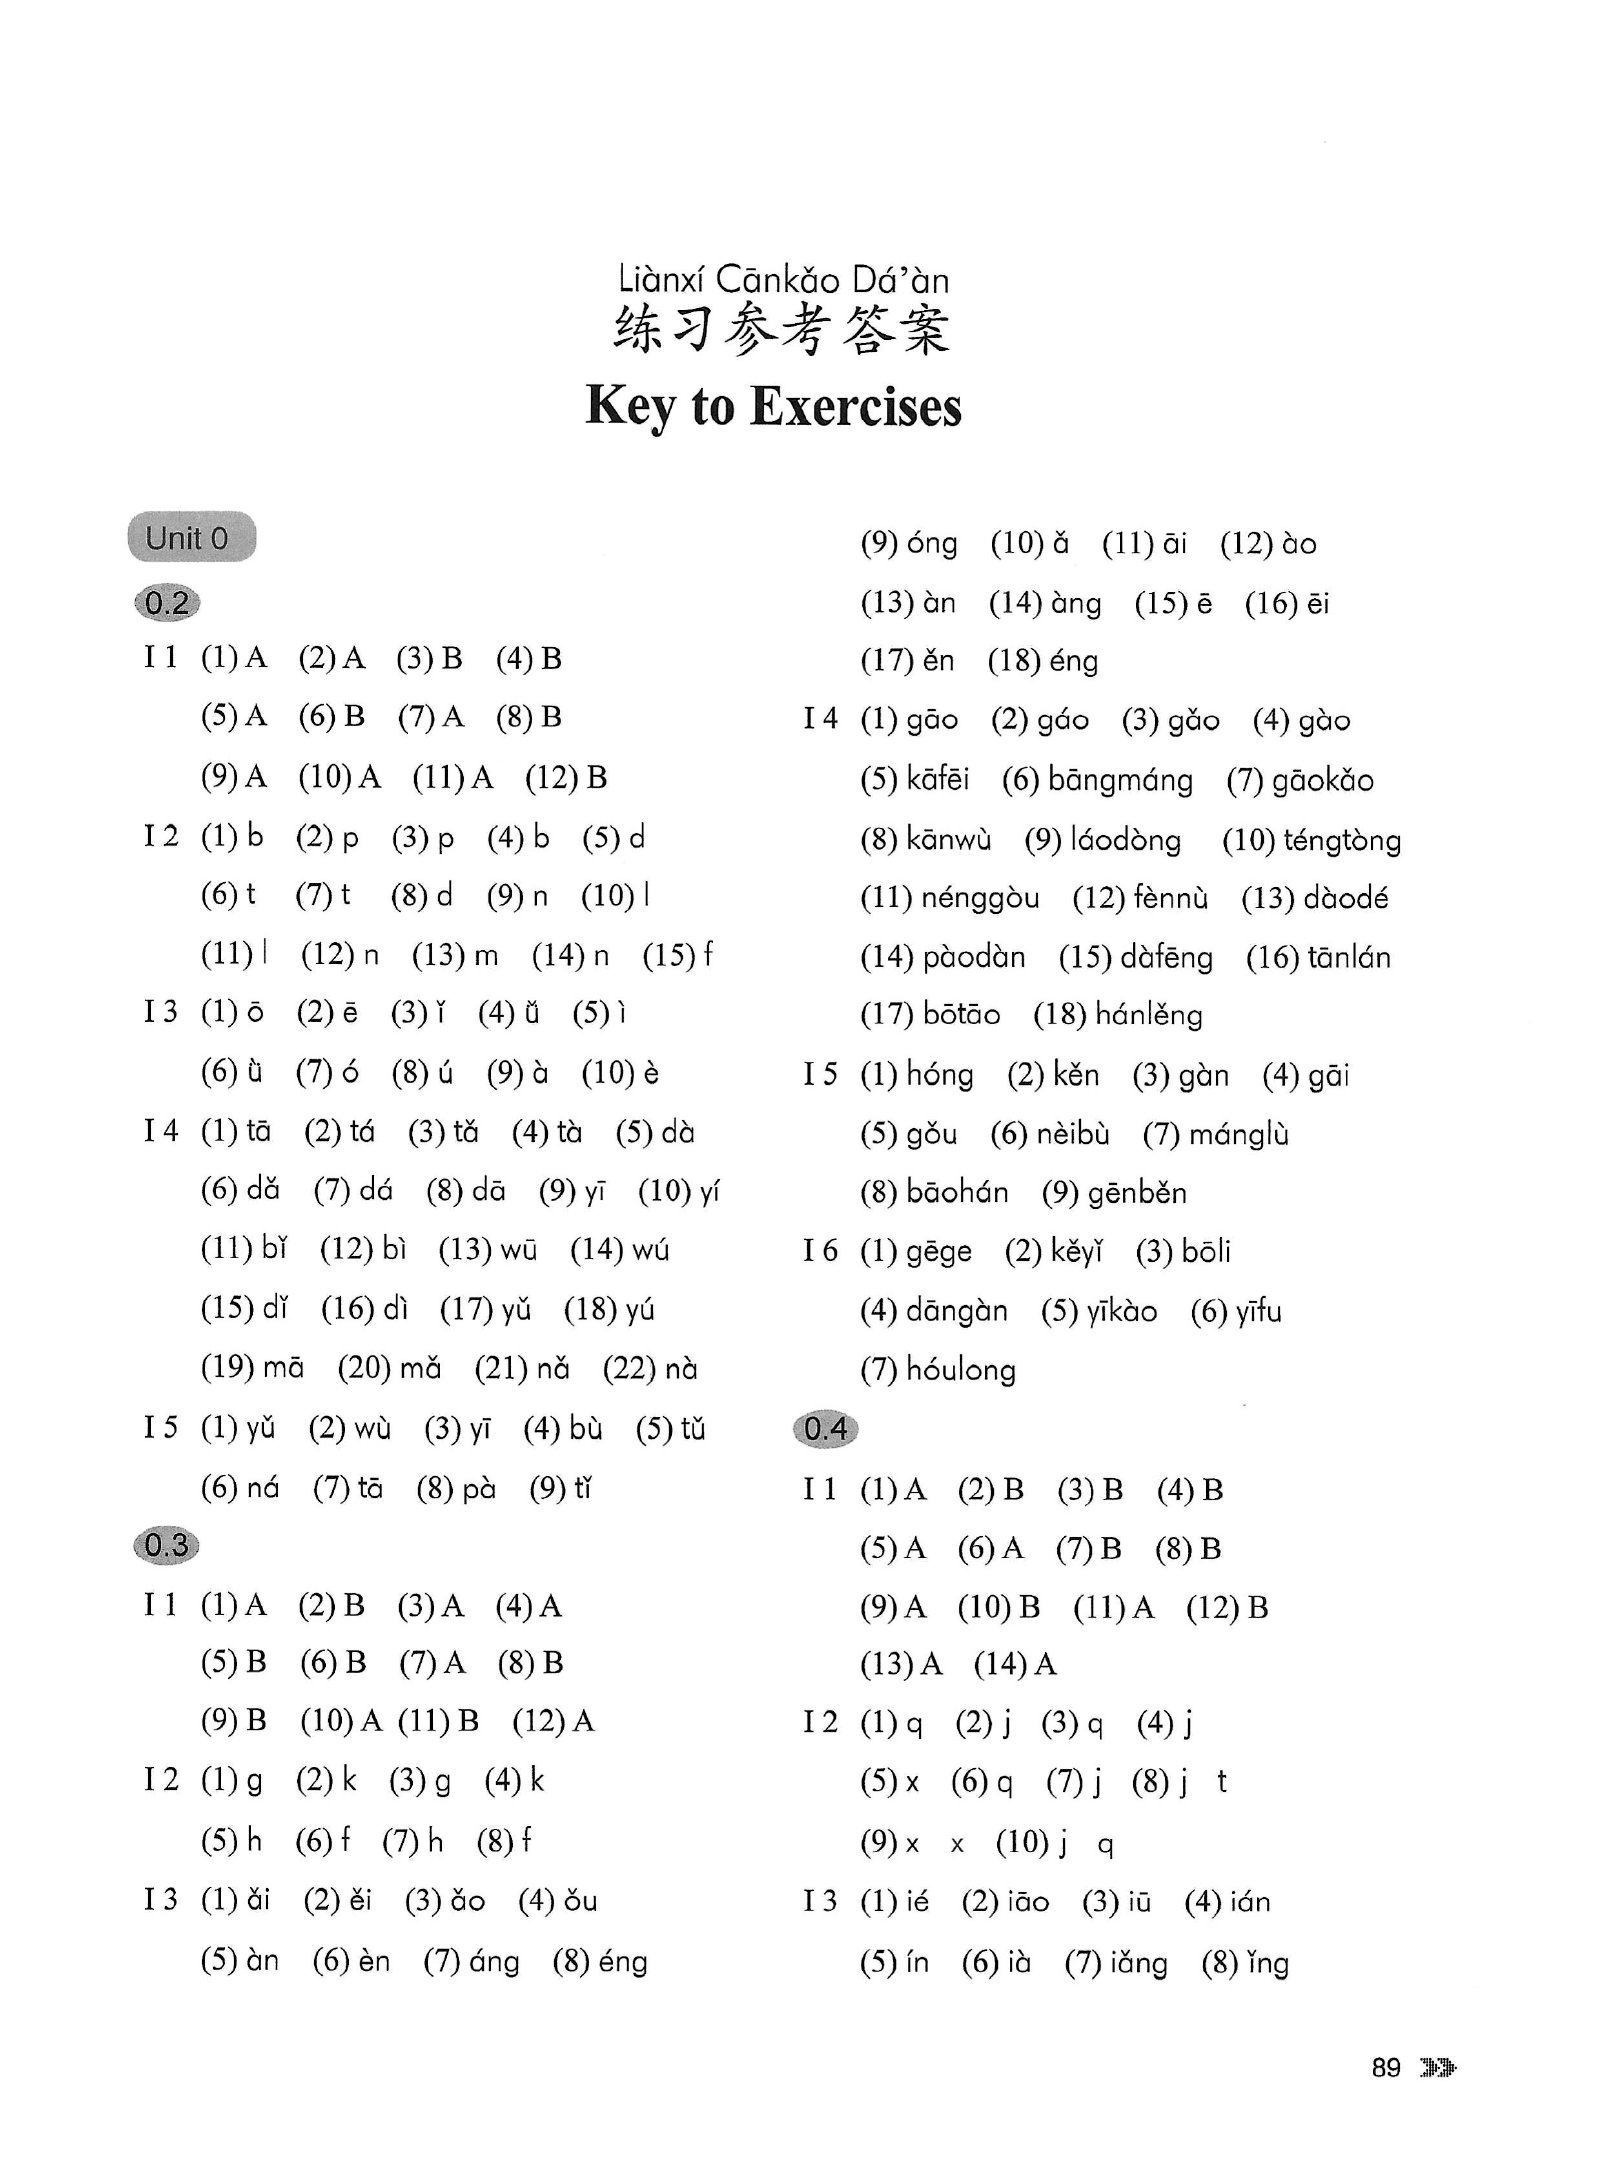 Liànxí Cānkǎo Dá'àn
练习参考答案
Key to Exercises
Unit 0
0.2
I 1 (1) A (2) A (3) B (4) B
(5) A (6) B (7) A (8) B
(9) A (10) A (11) A (12) B
I 2 (1) b (2) p (3) p (4) b (5) d
(6) t (7) t (8) d (9) n (10) l
(11) l (12) n (13) m (14) n (15) f
I 3 (1) ō (2) ē (3) ǐ (4) ǚ (5) ì
(6) ǜ (7) ó (8) ú (9) à (10) è
I 4 (1) tā (2) tá (3) tǎ (4) tà (5) dà
(6) dǎ (7) dá (8) dā (9) yī (10) yí
(11) bǐ (12) bì (13) wū (14) wú
(15) dǐ (16) dì (17) yǔ (18) yú
(19) mā (20) mǎ (21) nǎ (22) nà
I 5 (1) yǔ (2) wù (3) yī (4) bù (5) tǔ
(6) ná (7) tā (8) pà (9) tǐ
0.3
I 1 (1) A (2) B (3) A (4) A
(5) B (6) B (7) A (8) B
(9) B (10) A (11) B (12) A
I 2 (1) g (2) k (3) g (4) k
(5) h (6) f (7) h (8) f
I 3 (1) ǎi (2) ěi (3) ǎo (4) ǒu
(5) àn (6) èn (7) áng (8) éng
(9) óng (10) ǎ (11) āi (12) ào
(13) àn (14) àng (15) ē (16) ēi
(17) ěn (18) éng
I 4 (1) gāo (2) gáo (3) gǎo (4) gào
(5) kāfēi (6) bāngmáng (7) gāokǎo
(8) kānwù (9) láodòng (10) téngtòng
(11) nénggòu (12) fènnù (13) dàodé
(14) pàodàn (15) dàfēng (16) tānlán
(17) bōtāo (18) hánlěng
I 5 (1) hóng (2) kěn (3) gàn (4) gāi
(5) gǒu (6) nèibù (7) mánglù
(8) bāohán (9) gēnběn
I 6 (1) gēge (2) kěyǐ (3) bōli
(4) dāngàn (5) yīkào (6) yīfu
(7) hóulong
0.4
I 1 (1) A (2) B (3) B (4) B
(5) A (6) A (7) B (8) B
(9) A (10) B (11) A (12) B
(13) A (14) A
I 2 (1) q (2) j (3) q (4) j
(5) x (6) q (7) j (8) j t
(9) x x (10) j q
I 3 (1) ié (2) iāo (3) iū (4) ián
(5) ín (6) ià (7) iǎng (8) ǐng
89